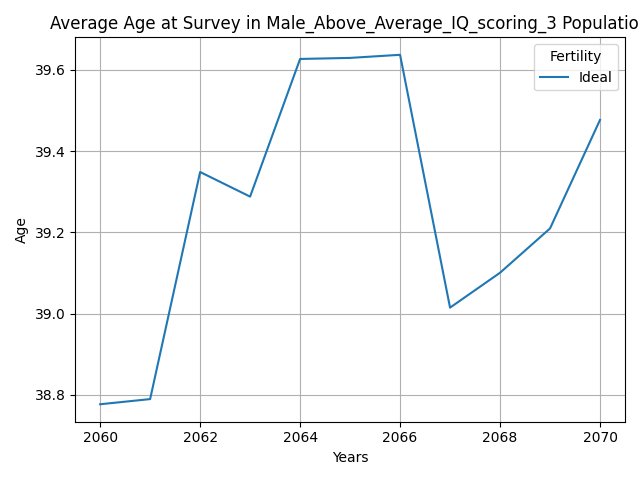 Average Age at Survey in Male_Above_Average_IQ_scoring_3 Populatio
Fertility
Ideal
39.6
39.4
39.2
39.0
38.8
Age
2060 2062 2064 2066 2068 2070
Years